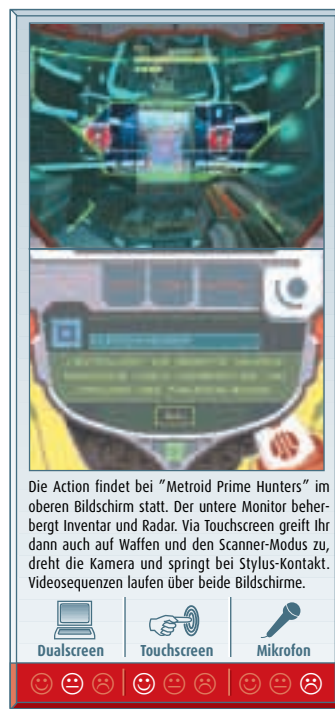 Die Action findet bei "Metroid Prime Hunters" im
oberen Bildschirm statt. Der untere Monitor beher-
bergt Inventar und Radar. Via Touchscreen greift Ihr
dann auch auf Waffen und den Scanner-Modus zu,
dreht die Kamera und springt bei Stylus-Kontakt.
Videosequenzen laufen über beide Bildschirme.
Dualscreen Touchscreen Mikrofon